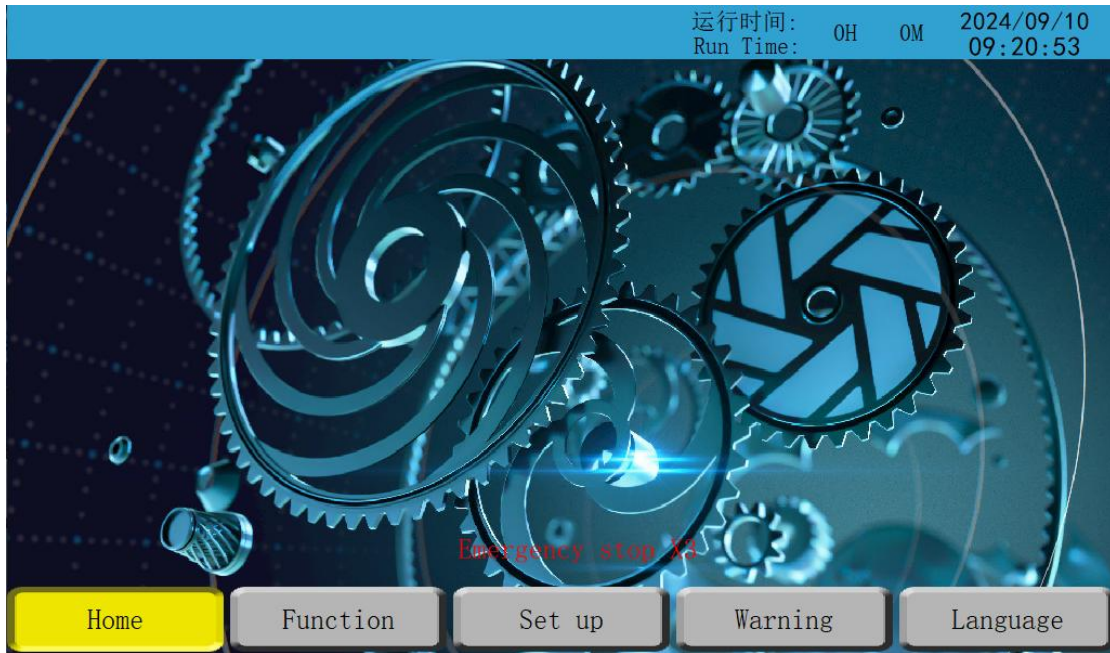 运行时间:
Run Time:
0H 0M
2024/09/10
09:20:53
Emergency stop X3
Home Function Set up Warning Language